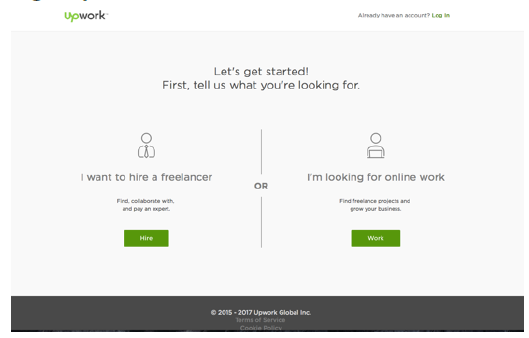 upwork
Already have an account? Log In
Let's get started!
First, tell us what you're looking for.
I want to hire a freelancer
Find, collaborate with,
and pay an expert.
Hire
OR
I'm looking for online work
Find freelance projects and
grow your business.
Work
© 2015 - 2017 Upwork Global Inc.
Terms of Service
Cookie Policy